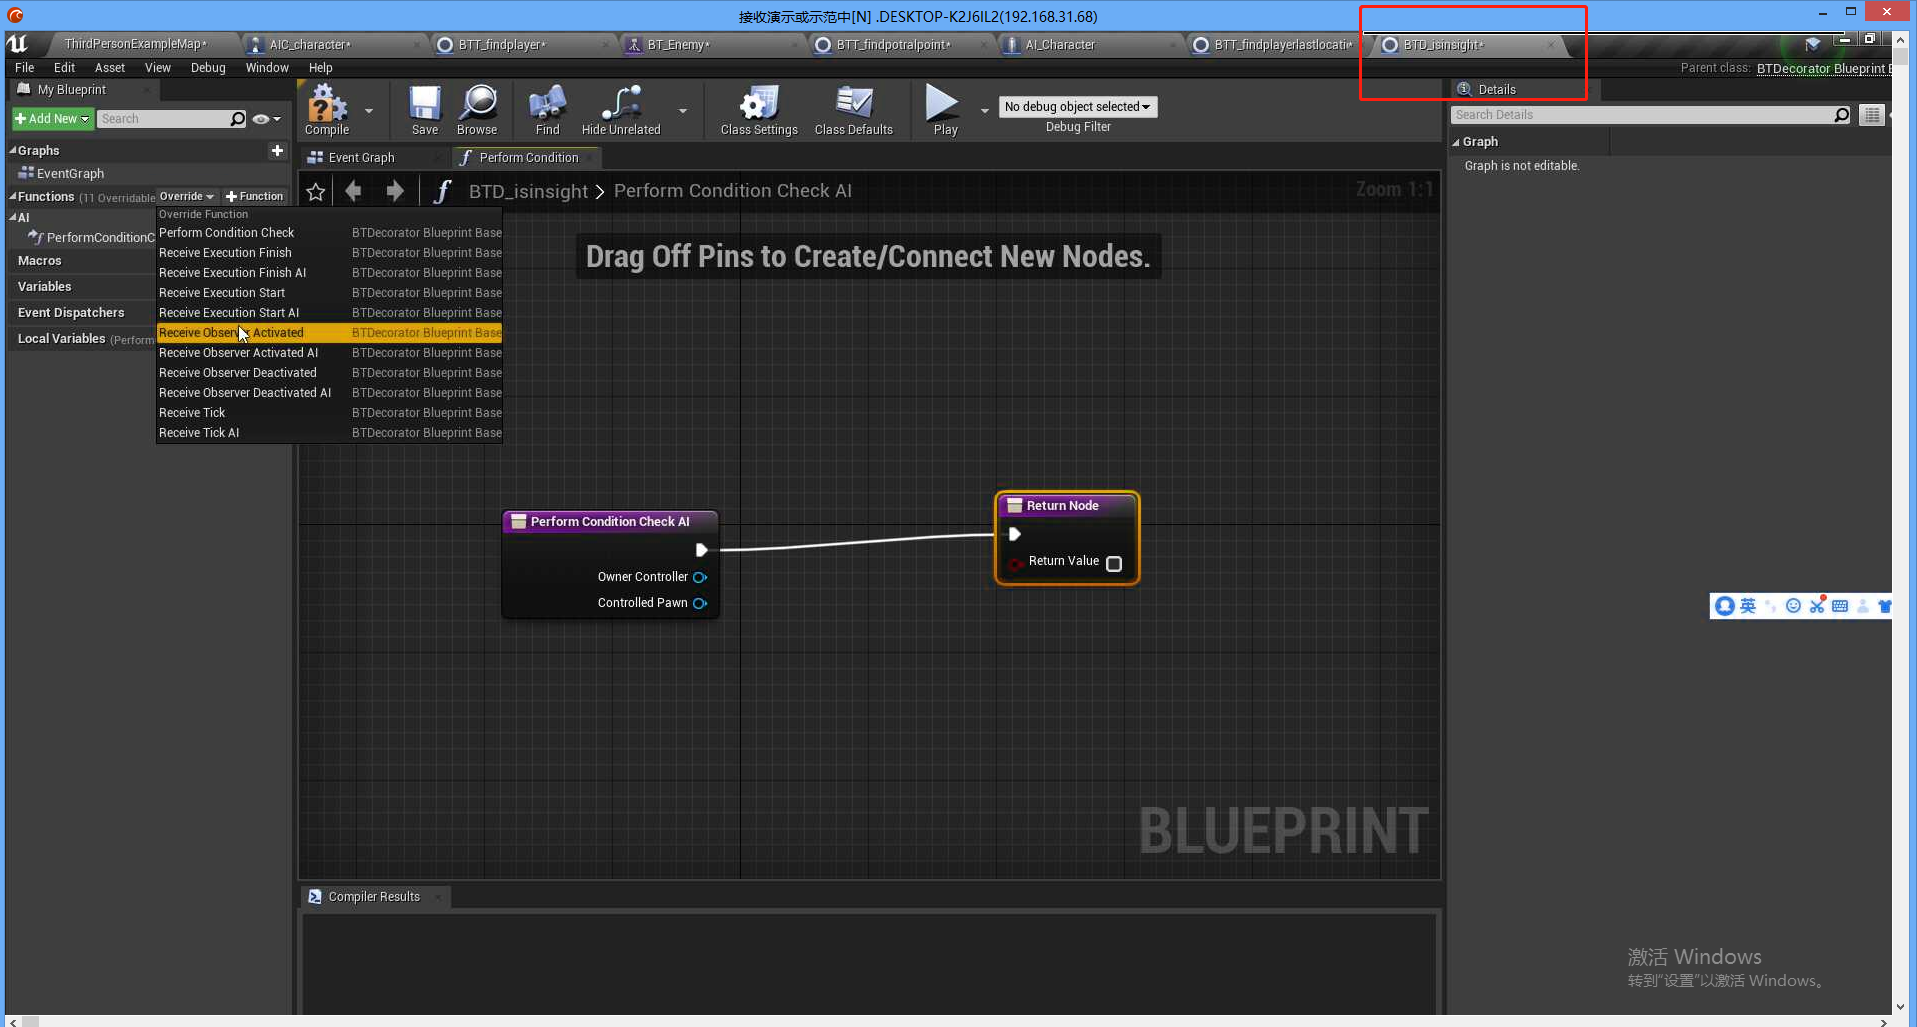 接收演示或示范中[N] .DESKTOP-K2J6IL2(192.168.31.68)
ThirdPersonExampleMap*
AIC_character*
BTT_findplayer*
BT_Enemy*
BTT_findpotralpoint*
AI_Character
BTT_findplayerlastlocati*
BTD_isinsight*
File Edit Asset View Debug Window Help
Parent class: BTDecorator Blueprint B
My Blueprint
Add New
Search
Compile
Save
Browse
Find
Hide Unrelated
Class Settings
Class Defaults
Play
No debug object selected
Debug Filter
Details
Search Details
Graph
Graph is not editable.
Graphs
EventGraph
Functions (11 Overridable
Override
Function
AI
PerformConditionC
Macros
Variables
Event Dispatchers
Local Variables (Perform
Override Function
Perform Condition Check BTDecorator Blueprint Base
Receive Execution Finish BTDecorator Blueprint Base
Receive Execution Finish AI BTDecorator Blueprint Base
Receive Execution Start BTDecorator Blueprint Base
Receive Execution Start AI BTDecorator Blueprint Base
Receive Observer Activated BTDecorator Blueprint Base
Receive Observer Activated AI BTDecorator Blueprint Base
Receive Observer Deactivated BTDecorator Blueprint Base
Receive Observer Deactivated AI BTDecorator Blueprint Base
Receive Tick BTDecorator Blueprint Base
Receive Tick AI BTDecorator Blueprint Base
Event Graph
Perform Condition
BTD_isinsight > Perform Condition Check AI
Zoom 1:1
Drag Off Pins to Create/Connect New Nodes.
Perform Condition Check AI
Owner Controller
Controlled Pawn
Return Node
Return Value
英
BLUEPRINT
Compiler Results
激活 Windows
转到“设置”以激活 Windows。